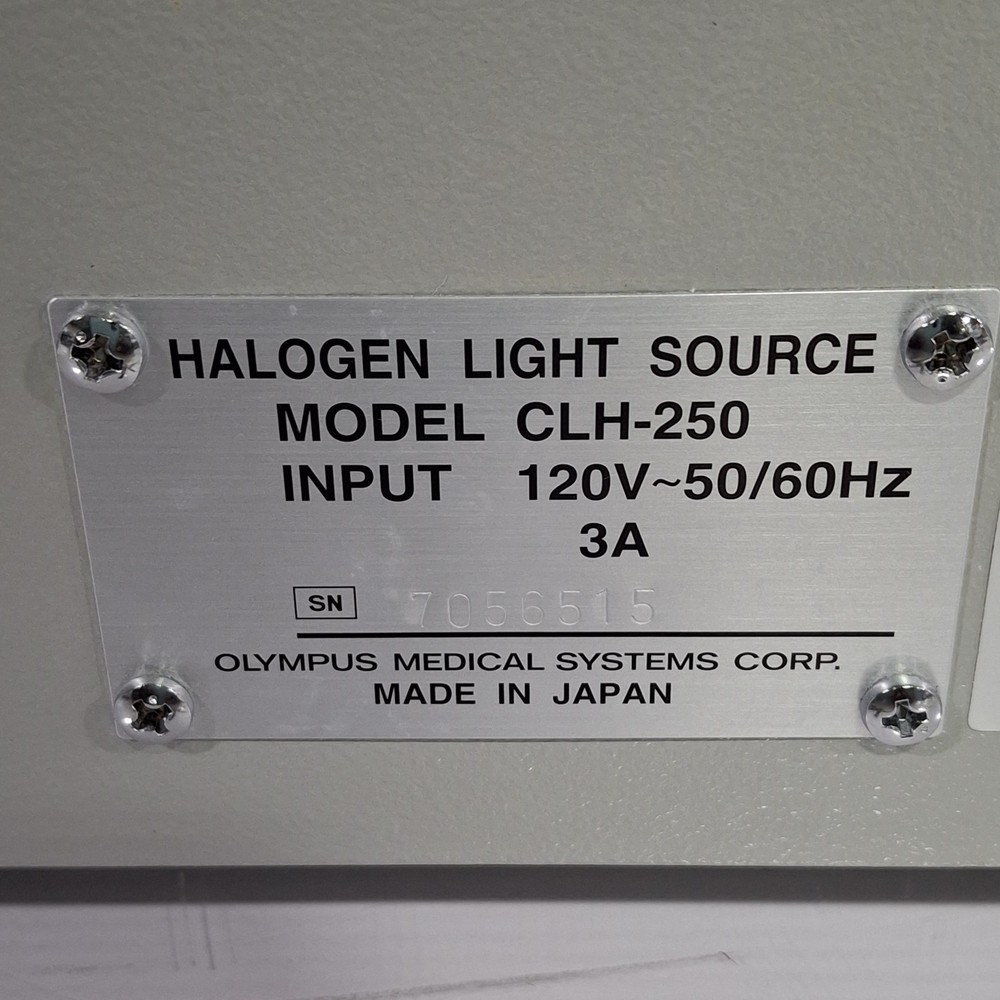 HALOGEN LIGHT SOURCE
MODEL CLH-250
INPUT 120V~50/60Hz
3A
SN 7056515
OLYMPUS MEDICAL SYSTEMS CORP.
MADE IN JAPAN